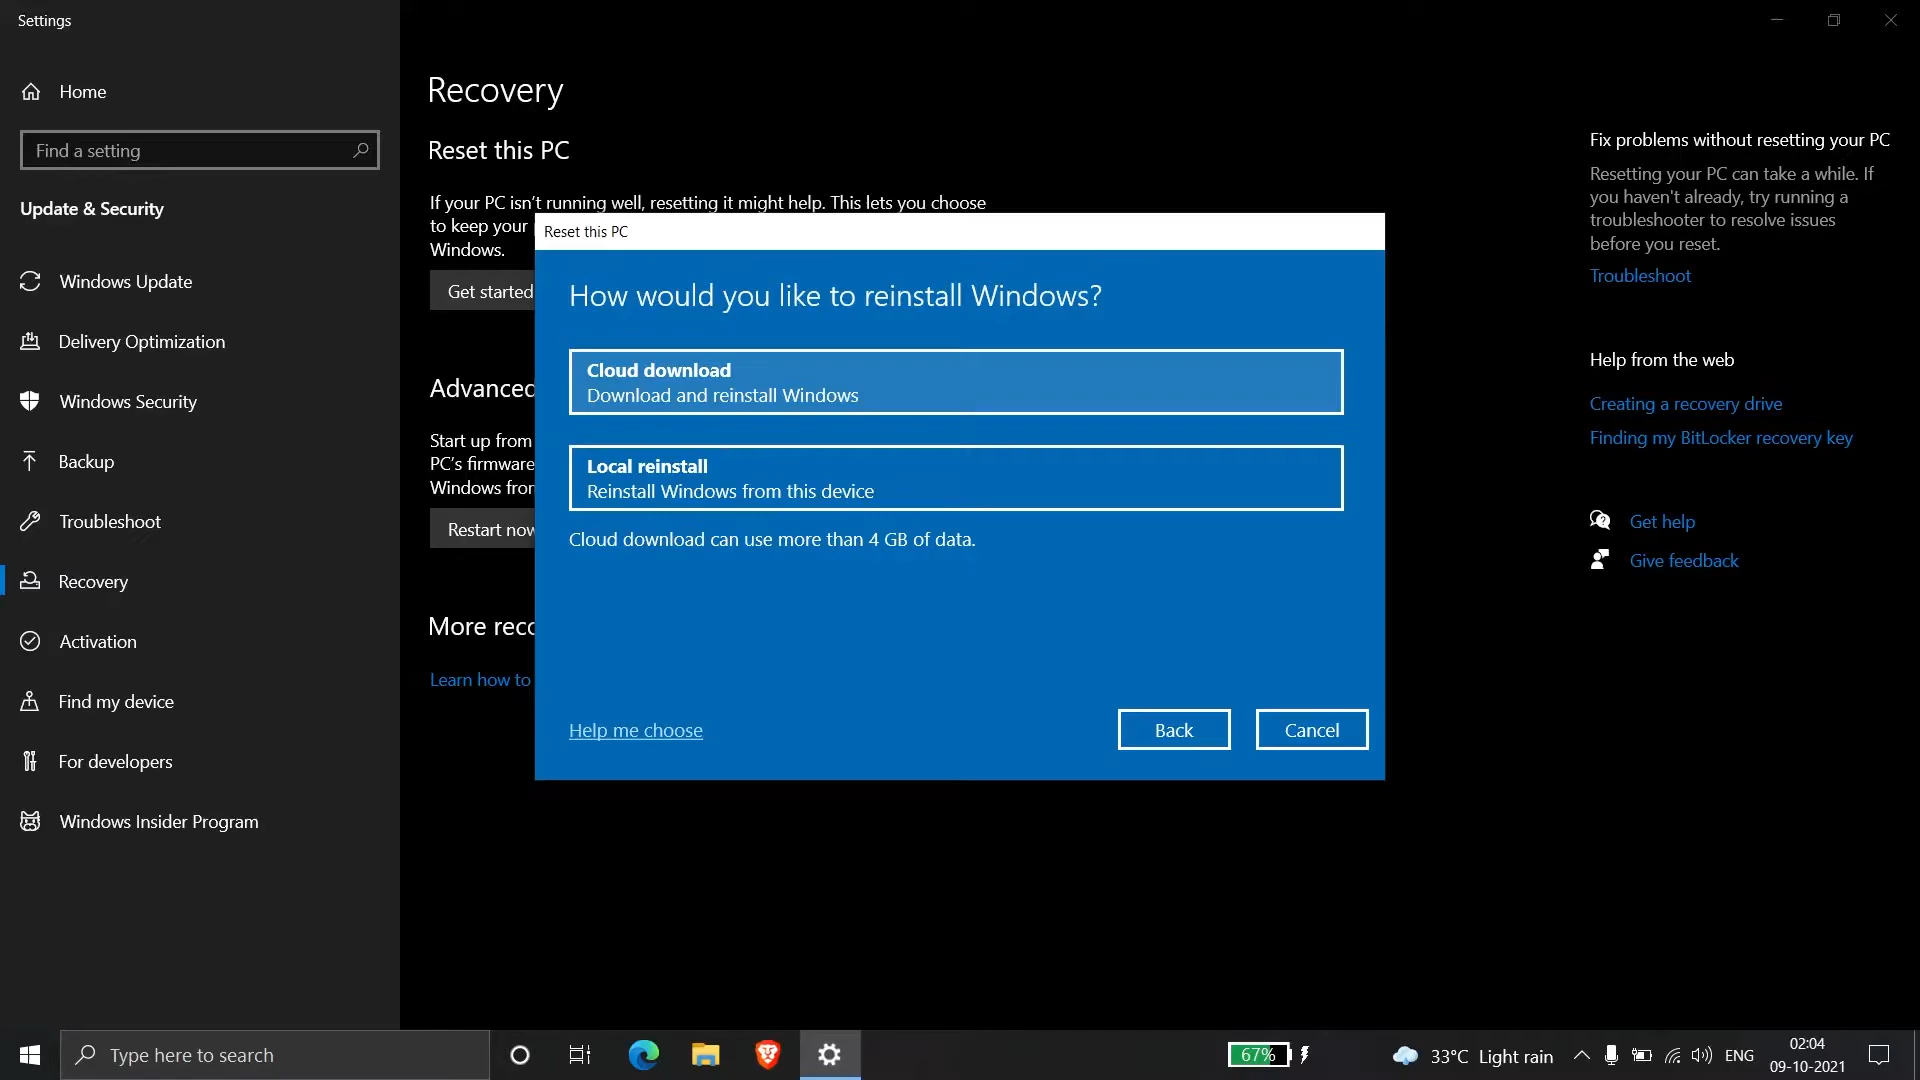 Settings
Home
Find a setting
Update & Security
Windows Update
Delivery Optimization
Windows Security
Backup
Troubleshoot
Recovery
Activation
Find my device
For developers
Windows Insider Program
Recovery
Reset this PC
If your PC isn't running well, resetting it might help. This lets you choose
to keep your
Windows.
Get started
Advanced
Start up from
PC's firmware
Windows from
Restart now
More reco
Learn how to
Reset this PC
How would you like to reinstall Windows?
Cloud download
Download and reinstall Windows
Local reinstall
Reinstall Windows from this device
Cloud download can use more than 4 GB of data.
Help me choose
Back
Cancel
Fix problems without resetting your PC
Resetting your PC can take a while. If
you haven't already, try running a
troubleshooter to resolve issues
before you reset.
Troubleshoot
Help from the web
Creating a recovery drive
Finding my BitLocker recovery key
Get help
Give feedback
Type here to search
67%
33°C Light rain
ENG
02:04
09-10-2021